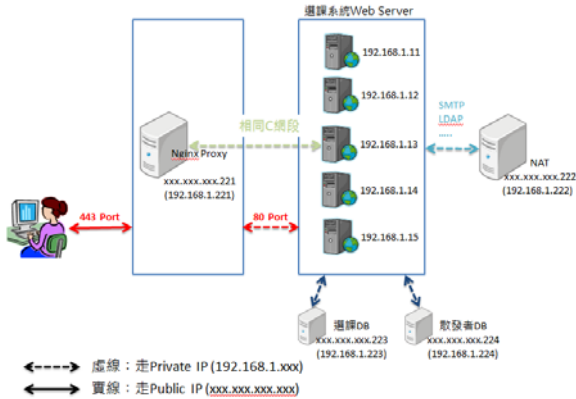 選課系統Web Server
192.168.1.11
192.168.1.12
192.168.1.13
192.168.1.14
192.168.1.15
相同C網段
Nginx Proxy
xxx.xxx.xxx.221
(192.168.1.221)
SMTP
LDAP
.....
NAT
xxx.xxx.xxx.222
(192.168.1.222)
443 Port
80 Port
選課DB
xxx.xxx.xxx.223
(192.168.1.223)
散發者DB
xxx.xxx.xxx.224
(192.168.1.224)
虛線：走Private IP (192.168.1.xxx)
實線：走Public IP (xxx.xxx.xxx.xxx)